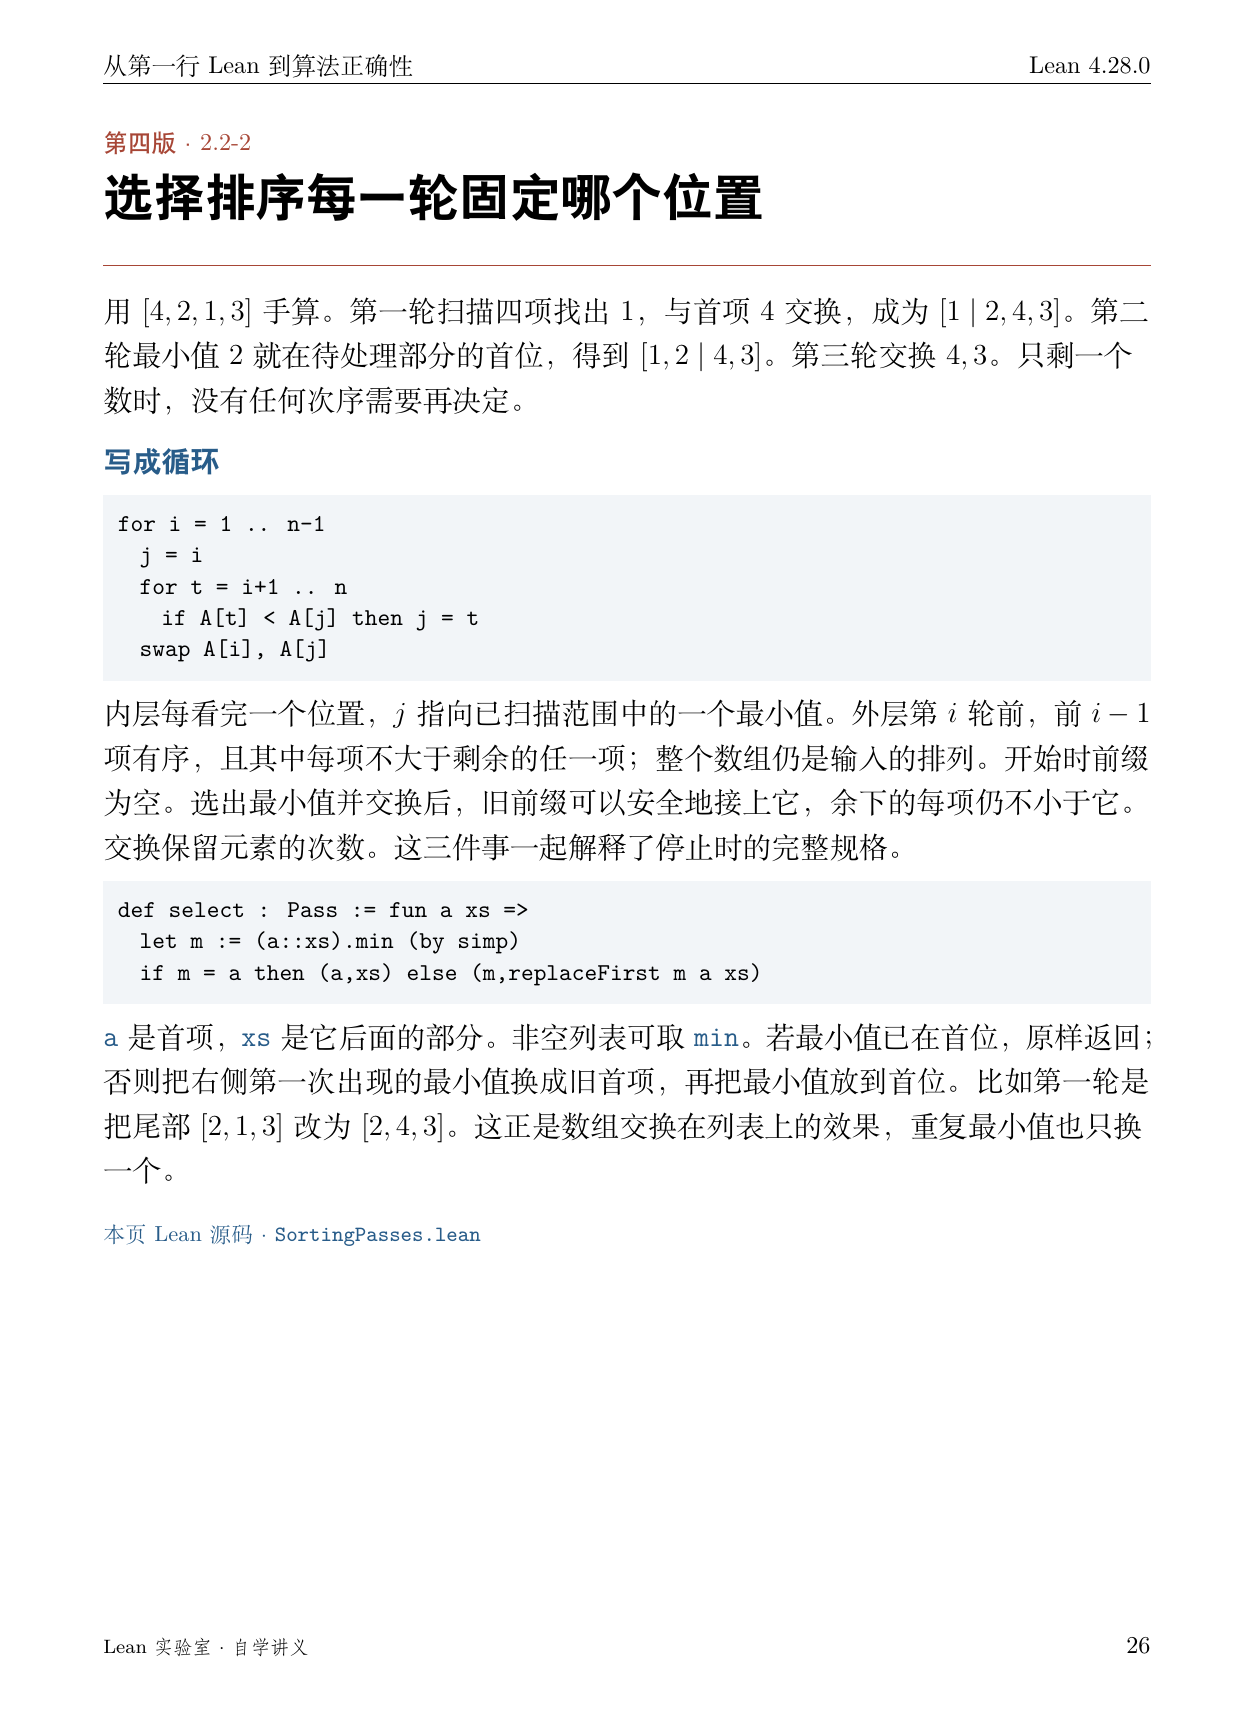 从第一行 Lean 到算法正确性
Lean 4.28.0
第四版 · 2.2-2
选择排序每一轮固定哪个位置
用 [4, 2, 1, 3] 手算。第一轮扫描四项找出 1，与首项 4 交换，成为 [1 | 2, 4, 3]。第二
轮最小值 2 就在待处理部分的首位，得到 [1, 2 | 4, 3]。第三轮交换 4, 3。只剩一个
数时，没有任何次序需要再决定。
写成循环
for i = 1 .. n-1
  j = i
  for t = i+1 .. n
    if A[t] < A[j] then j = t
  swap A[i], A[j]
内层每看完一个位置，j 指向已扫描范围中的一个最小值。外层第 i 轮前，前 i − 1
项有序，且其中每项不大于剩余的任一项；整个数组仍是输入的排列。开始时前缀
为空。选出最小值并交换后，旧前缀可以安全地接上它，余下的每项仍不小于它。
交换保留元素的次数。这三件事一起解释了停止时的完整规格。
def select : Pass := fun a xs =>
  let m := (a::xs).min (by simp)
  if m = a then (a,xs) else (m,replaceFirst m a xs)
a 是首项，xs 是它后面的部分。非空列表可取 min。若最小值已在首位，原样返回；
否则把右侧第一次出现的最小值换成旧首项，再把最小值放到首位。比如第一轮是
把尾部 [2, 1, 3] 改为 [2, 4, 3]。这正是数组交换在列表上的效果，重复最小值也只换
一个。
本页 Lean 源码 · SortingPasses.lean
Lean 实验室 · 自学讲义
26